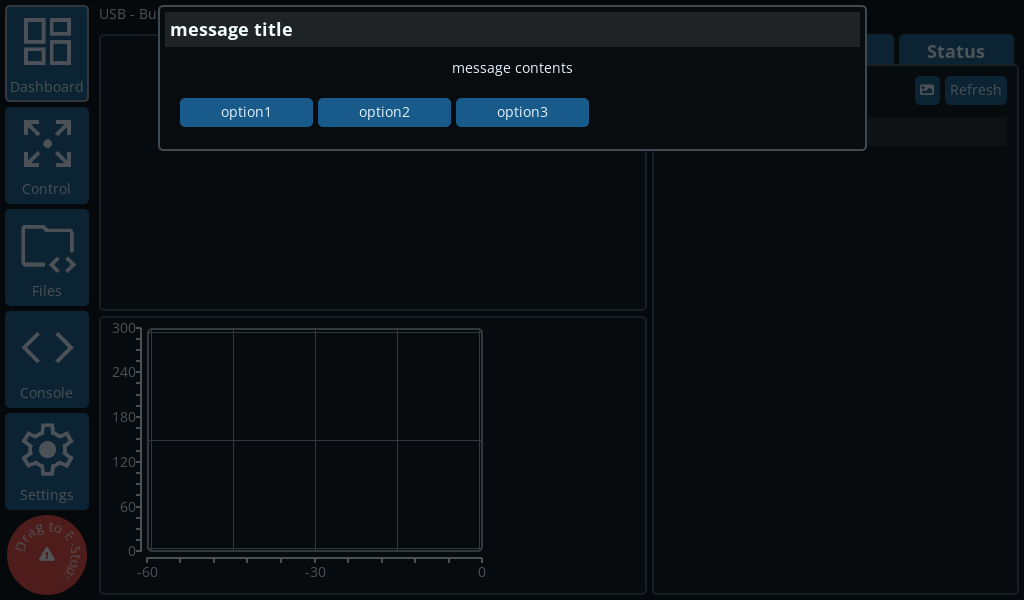 USB - Bu
message title
message contents
option1
option2
option3
Status
Refresh
Dashboard
Control
Files
Console
Settings
Drag to E-Stop!
300
240
180
120
60
0
-60
-30
0